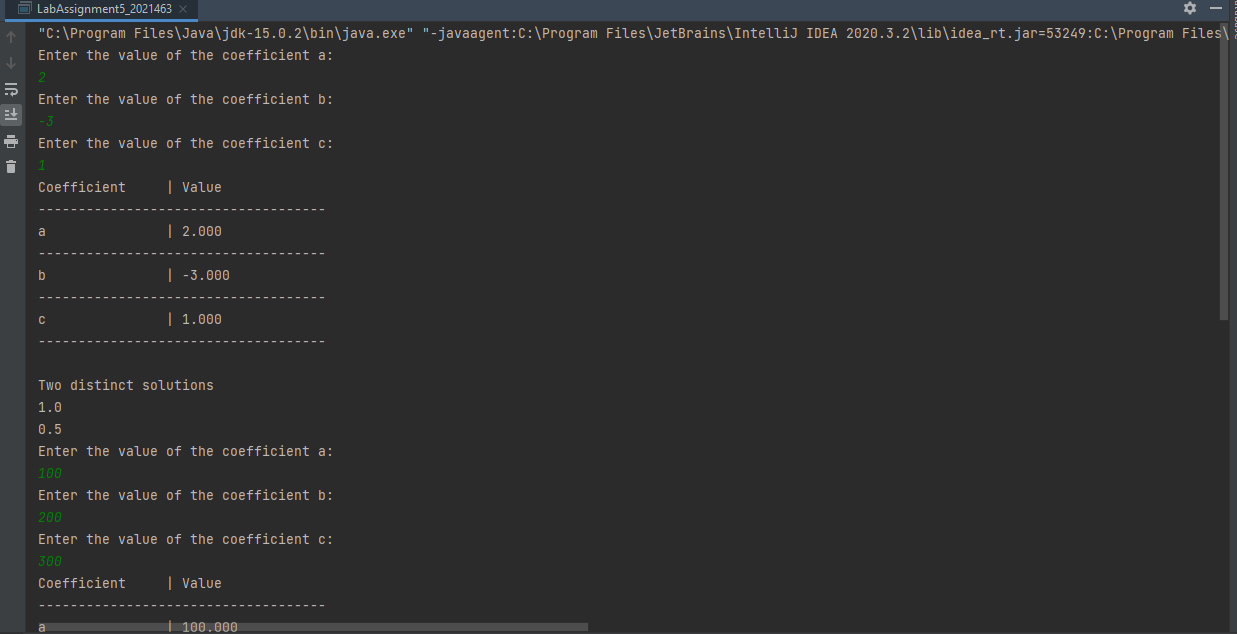 LabAssignment5_2021463
"C:\Program Files\Java\jdk-15.0.2\bin\java.exe" "-javaagent:C:\Program Files\JetBrains\IntelliJ IDEA 2020.3.2\lib\idea_rt.jar=53249:C:\Program Files\
Enter the value of the coefficient a:
2
Enter the value of the coefficient b:
-3
Enter the value of the coefficient c:
1
Coefficient     | Value
------------------------------------
a               | 2.000
------------------------------------
b               | -3.000
------------------------------------
c               | 1.000
------------------------------------
Two distinct solutions
1.0
0.5
Enter the value of the coefficient a:
100
Enter the value of the coefficient b:
200
Enter the value of the coefficient c:
300
Coefficient     | Value
------------------------------------
a               | 100.000